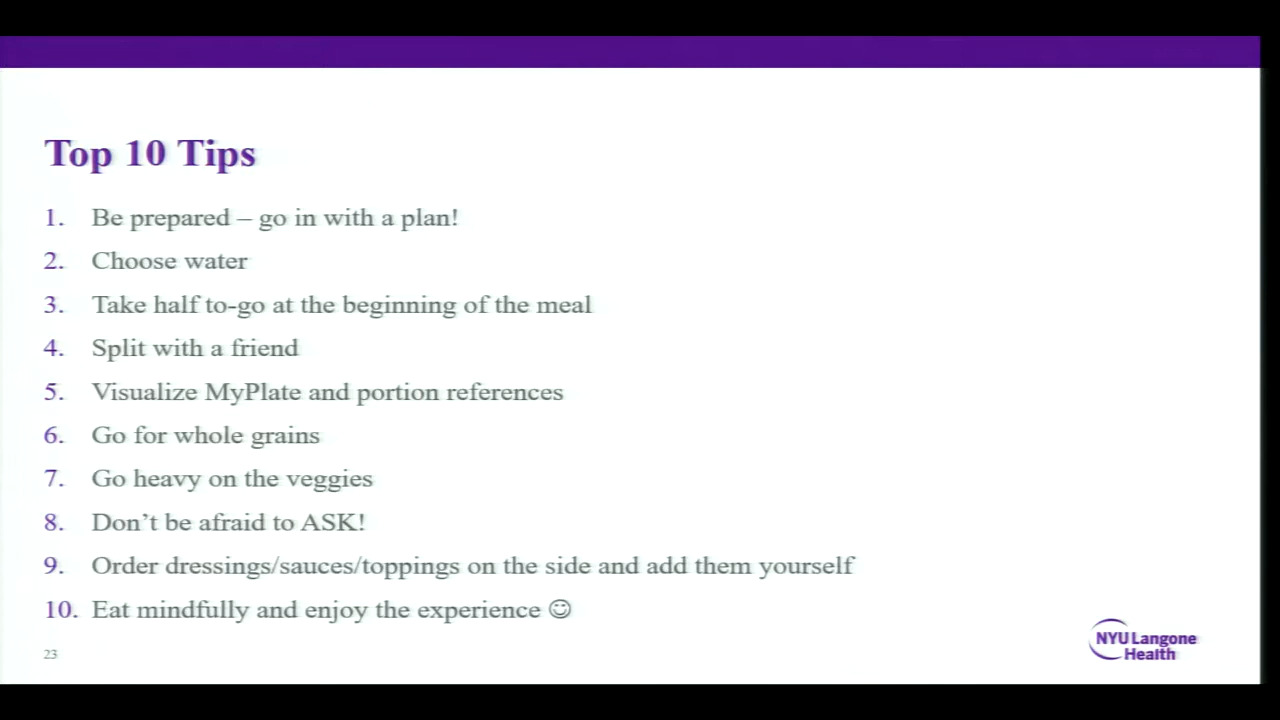 Top 10 Tips
1. Be prepared – go in with a plan!
2. Choose water
3. Take half to-go at the beginning of the meal
4. Split with a friend
5. Visualize MyPlate and portion references
6. Go for whole grains
7. Go heavy on the veggies
8. Don’t be afraid to ASK!
9. Order dressings/sauces/toppings on the side and add them yourself
10. Eat mindfully and enjoy the experience ☺
23
NYU Langone
Health